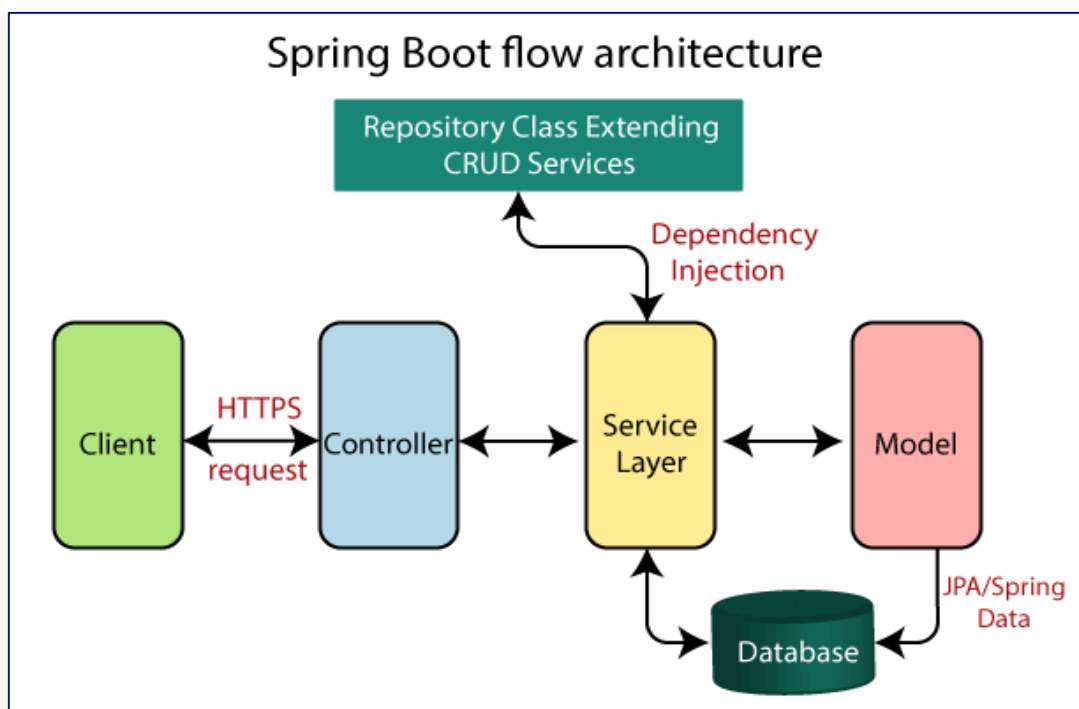 Spring Boot flow architecture
Repository Class Extending
CRUD Services
Dependency
Injection
Client
HTTPS
request
Controller
Service
Layer
Model
JPA/Spring
Data
Database